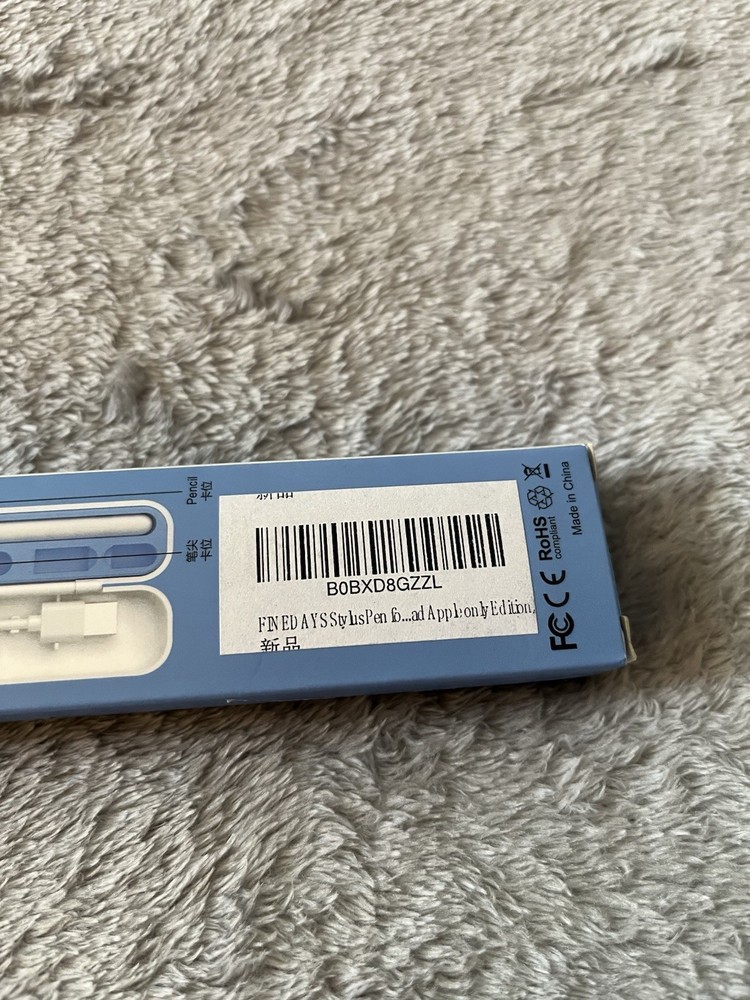 Pencil
卡位
笔尖
卡位
新品
B0BXD8GZZL
FINEDAYS Stylus Pen fo...ad Apple only Edition,
新品
FC CE
RoHS
compliant
Made in China